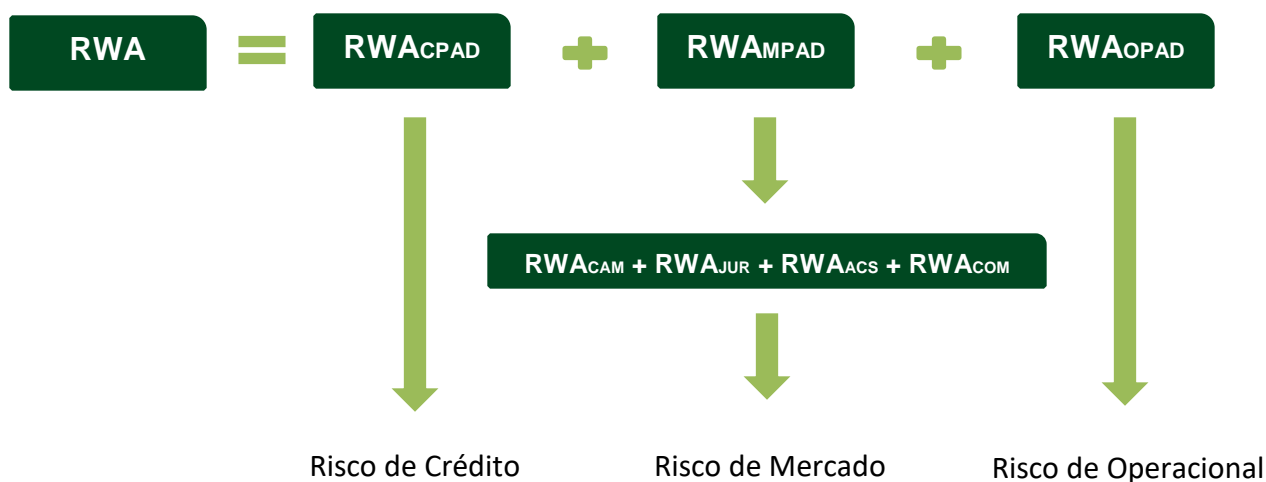 RWA = RWACPAD + RWAMPAD + RWAOPAD
RWACAM + RWAJUR + RWAACS + RWACOM
Risco de Crédito Risco de Mercado Risco de Operacional